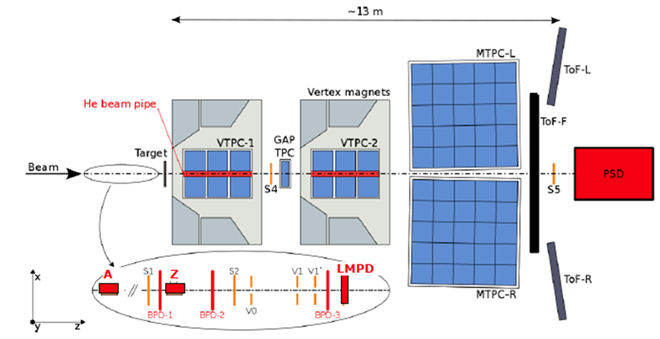 ~13 m
MTPC-L
ToF-L
Vertex magnets
He beam pipe
ToF-F
VTPC-1
GAP
TPC
VTPC-2
Target
Beam
S4
S5
PSD
x
y
z
A
S1
Z
S2
V1
V1'
LMPD
BPD-1
BPD-2
V0
BPD-3
MTPC-R
ToF-R